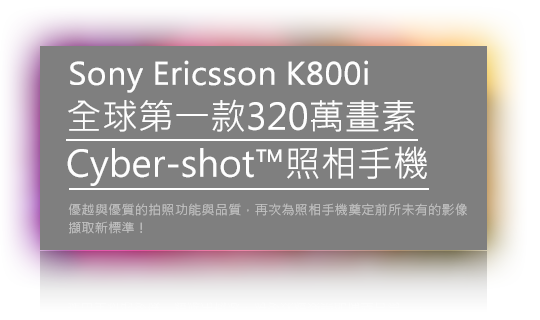 Sony Ericsson K800i
全球第一款320萬畫素
Cyber-shot™照相手機
優越與優質的拍照功能與品質，再次為照相手機奠定前所未有的影像
擷取新標準！